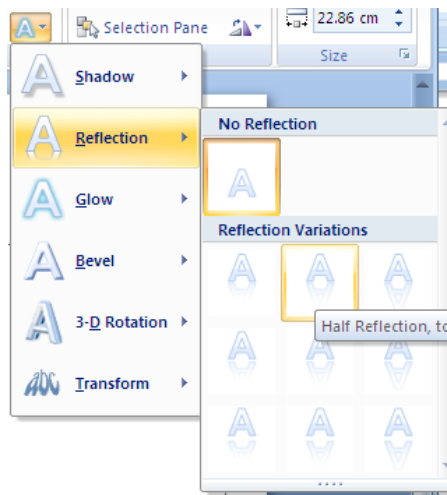 Selection Pane
22.86 cm
Size
Shadow
Reflection
Glow
Bevel
3-D Rotation
Transform
No Reflection
Reflection Variations
Half Reflection, to